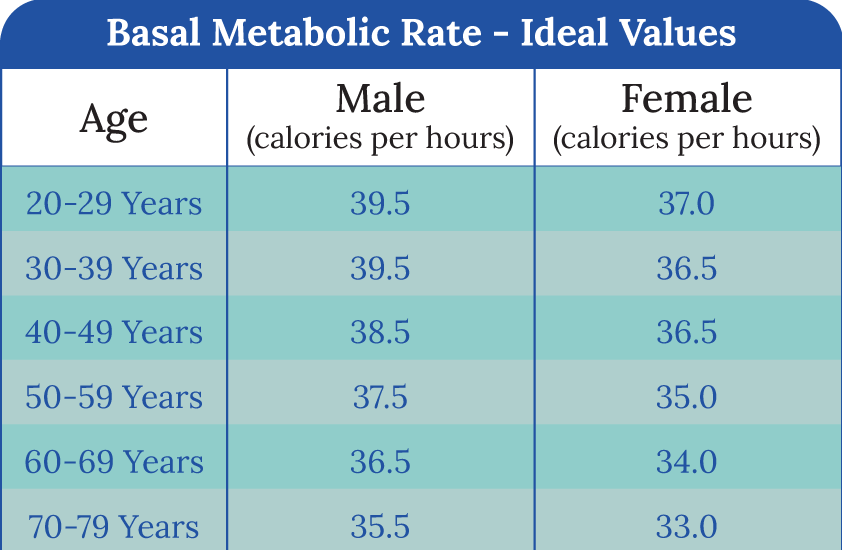 Basal Metabolic Rate - Ideal Values
Age Male Female
(calories per hours) (calories per hours)
20-29 Years 39.5 37.0
30-39 Years 39.5 36.5
40-49 Years 38.5 36.5
50-59 Years 37.5 35.0
60-69 Years 36.5 34.0
70-79 Years 35.5 33.0